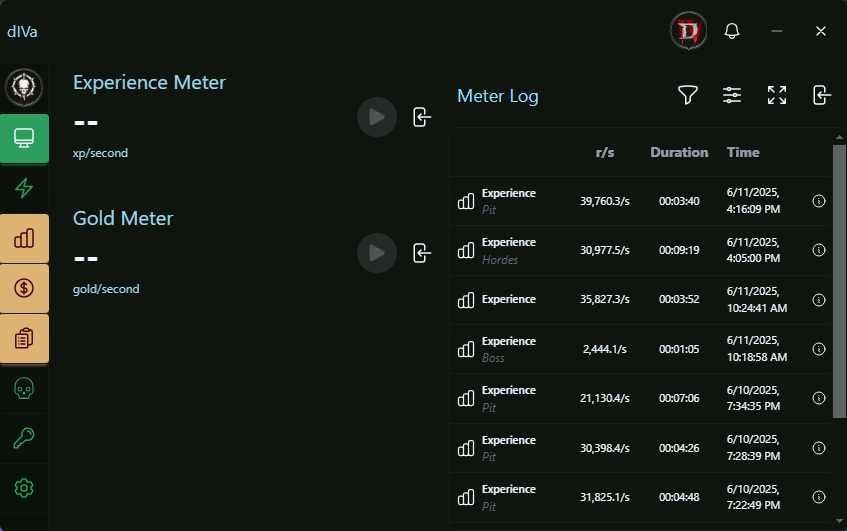 dIVa
Experience Meter
--
xp/second
Gold Meter
--
gold/second
Meter Log
r/s Duration Time
Experience
Pit
39,760.3/s
00:03:40
6/11/2025,
4:16:09 PM
Experience
Hordes
30,977.5/s
00:09:19
6/11/2025,
4:05:00 PM
Experience
35,827.3/s
00:03:52
6/11/2025,
10:24:41 AM
Experience
Boss
2,444.1/s
00:01:05
6/11/2025,
10:18:58 AM
Experience
Pit
21,130.4/s
00:07:06
6/10/2025,
7:34:35 PM
Experience
Pit
30,398.4/s
00:04:26
6/10/2025,
7:28:39 PM
Experience
Pit
31,825.1/s
00:04:48
6/10/2025,
7:22:49 PM